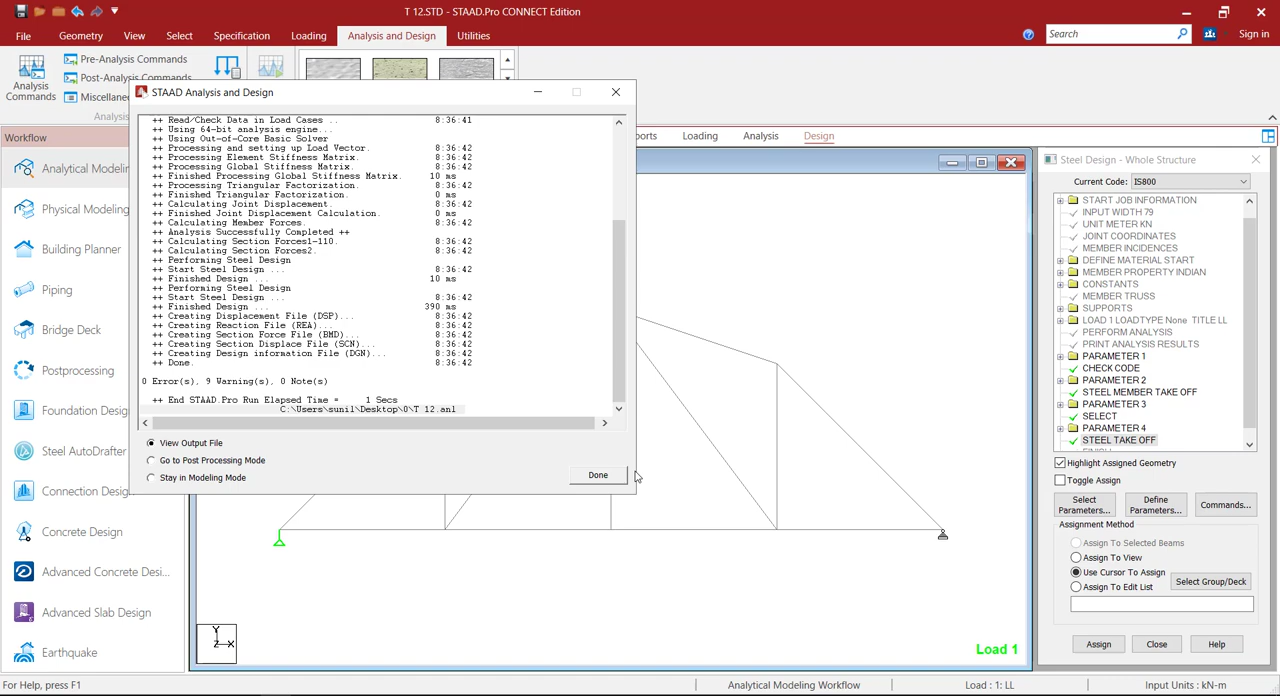 T 12.STD - STAAD.Pro CONNECT Edition
File Geometry View Select Specification Loading Analysis and Design Utilities
Search
Sign in
Analysis
Commands
Pre-Analysis Commands
Post-Analysis Commands
Miscellaneo
Analysis
Workflow
Analytical Modelin
Physical Modeling
Building Planner
Piping
Bridge Deck
Postprocessing
Foundation Desig
Steel AutoDrafter
Connection Desig
Concrete Design
Advanced Concrete Desi...
Advanced Slab Design
Earthquake
STAAD Analysis and Design
++ Read/Check Data in Load Cases .. 8:36:41
++ Using 64-bit analysis engine...
++ Using Out-of-Core Basic Solver
++ Processing and setting up Load Vector. 8:36:42
++ Processing Element Stiffness Matrix. 8:36:42
++ Processing Global Stiffness Matrix. 8:36:42
++ Finished Processing Global Stiffness Matrix. 10 ms
++ Processing Triangular Factorization. 8:36:42
++ Finished Triangular Factorization. 0 ms
++ Calculating Joint Displacement. 8:36:42
++ Finished Joint Displacement Calculation. 0 ms
++ Calculating Member Forces. 8:36:42
++ Analysis Successfully Completed ++
++ Calculating Section Forces1-110. 8:36:42
++ Calculating Section Forces2. 8:36:42
++ Performing Steel Design
++ Start Steel Design ... 8:36:42
++ Finished Design ... 10 ms
++ Performing Steel Design
++ Start Steel Design ... 8:36:42
++ Finished Design ... 390 ms
++ Creating Displacement File (DSP)... 8:36:42
++ Creating Reaction File (REA)... 8:36:42
++ Creating Section Force File (BMD)... 8:36:42
++ Creating Section Displace File (SCN)... 8:36:42
++ Creating Design information File (DGN)... 8:36:42
++ Done. 8:36:42
0 Error(s), 9 Warning(s), 0 Note(s)
++ End STAAD.Pro Run Elapsed Time = 1 Secs
C:\Users\sunil\Desktop\0\T 12.anl
View Output File
Go to Post Processing Mode
Stay in Modeling Mode
Done
ports Loading Analysis Design
Y
Z X
Load 1
Steel Design - Whole Structure
Current Code: IS800
START JOB INFORMATION
INPUT WIDTH 79
UNIT METER KN
JOINT COORDINATES
MEMBER INCIDENCES
DEFINE MATERIAL START
MEMBER PROPERTY INDIAN
CONSTANTS
MEMBER TRUSS
SUPPORTS
LOAD 1 LOADTYPE None TITLE LL
PERFORM ANALYSIS
PRINT ANALYSIS RESULTS
PARAMETER 1
CHECK CODE
PARAMETER 2
STEEL MEMBER TAKE OFF
PARAMETER 3
SELECT
PARAMETER 4
STEEL TAKE OFF
Highlight Assigned Geometry
Toggle Assign
Select
Parameters...
Define
Parameters...
Commands...
Assignment Method
Assign To Selected Beams
Assign To View
Use Cursor To Assign
Select Group/Deck
Assign To Edit List
Assign Close Help
For Help, press F1
Analytical Modeling Workflow
Load : 1: LL
Input Units : kN-m